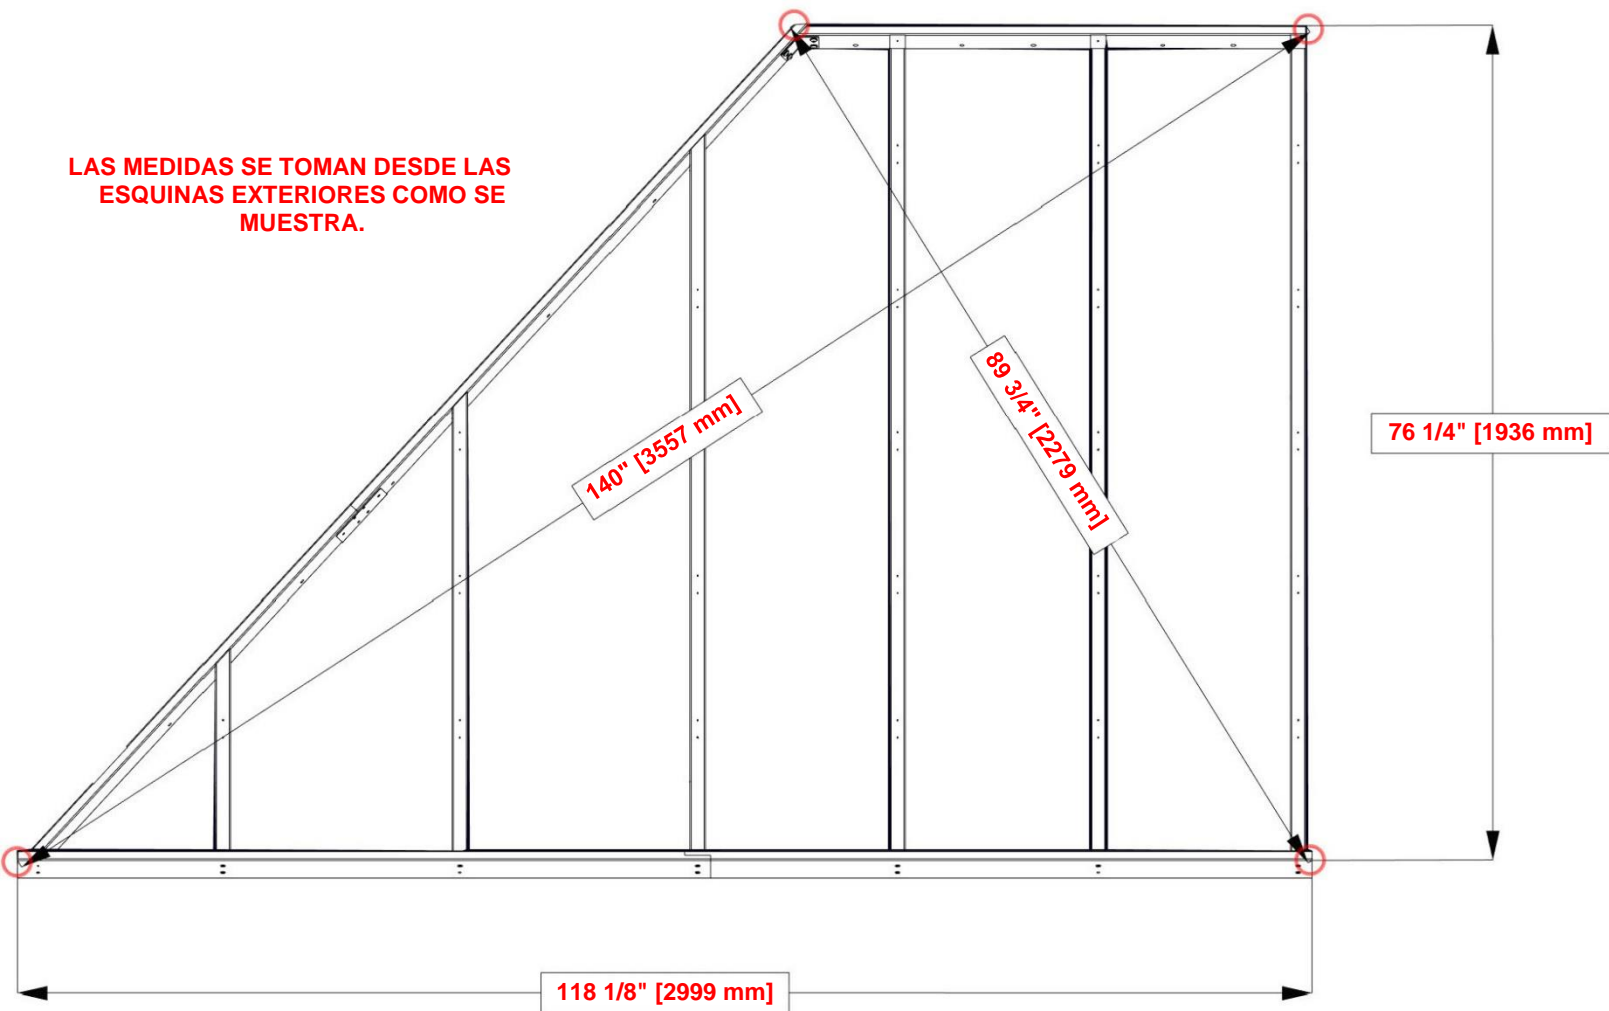 LAS MEDIDAS SE TOMAN DESDE LAS
ESQUINAS EXTERIORES COMO SE
MUESTRA.
140" [3557 mm]
89 3/4" [2279 mm]
76 1/4" [1936 mm]
118 1/8" [2999 mm]